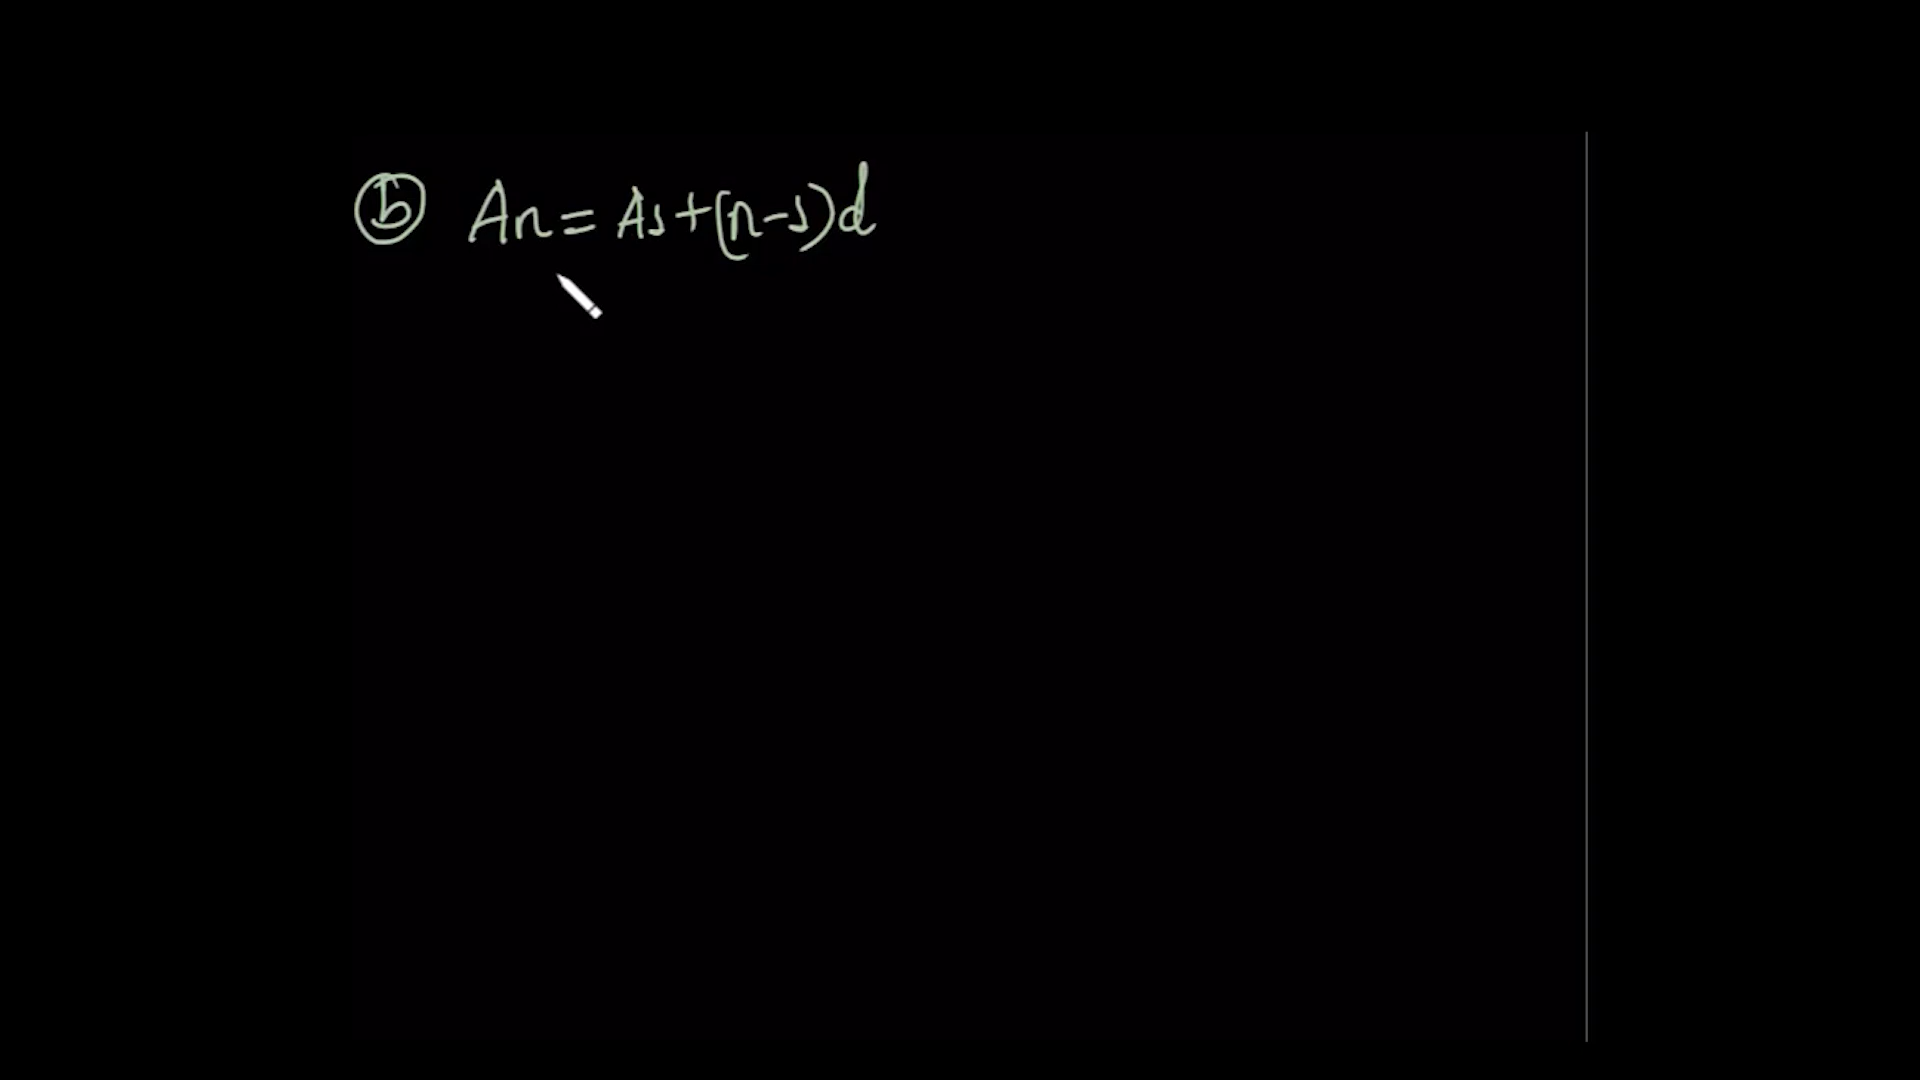 ⓑ An = A1 + (n-1)d